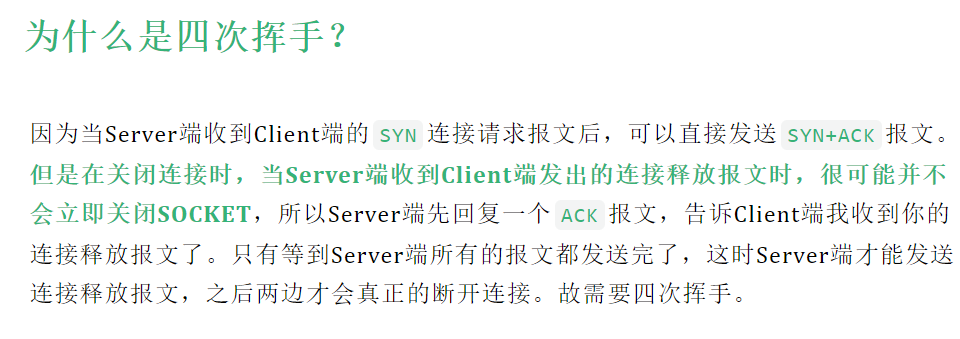 为什么是四次挥手？
因为当Server端收到Client端的 SYN 连接请求报文后，可以直接发送 SYN+ACK 报文。
但是在关闭连接时，当Server端收到Client端发出的连接释放报文时，很可能并不
会立即关闭SOCKET，所以Server端先回复一个 ACK 报文，告诉Client端我收到你的
连接释放报文了。只有等到Server端所有的报文都发送完了，这时Server端才能发送
连接释放报文，之后两边才会真正的断开连接。故需要四次挥手。